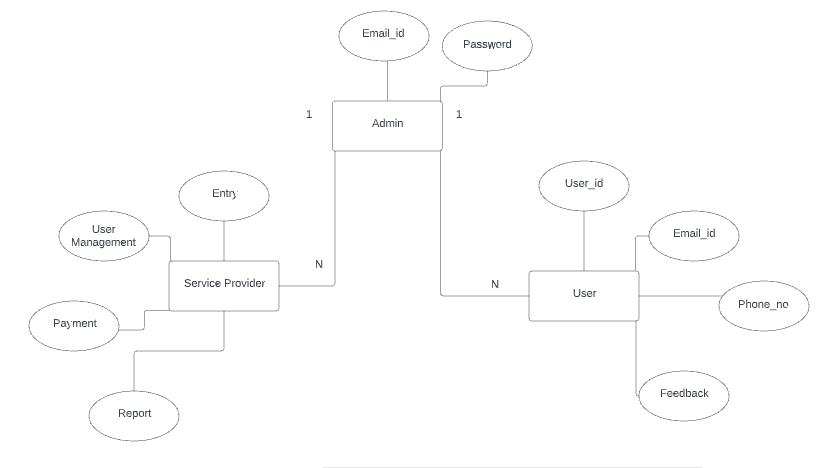 Email_id
Password
1
Admin
1
User_id
Entry
User
Management
Email_id
N
Service Provider
N
User
Phone_no
Payment
Feedback
Report